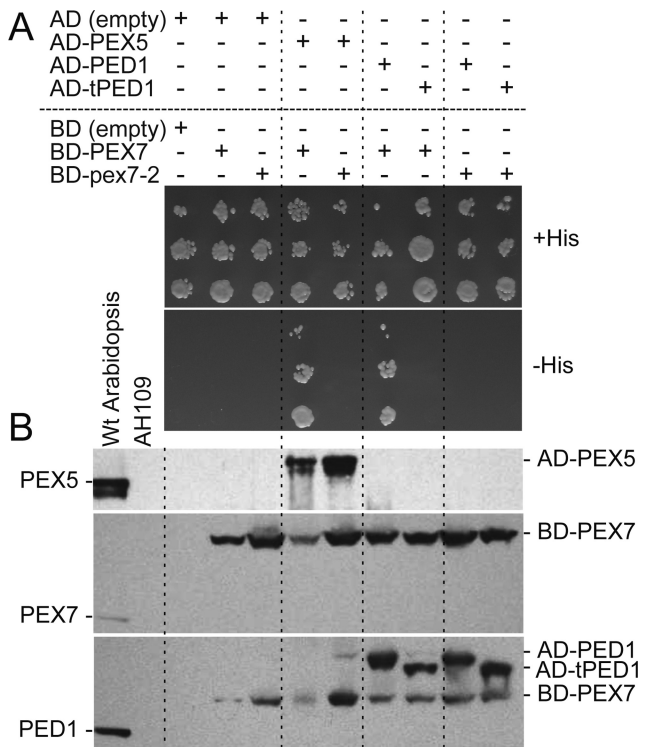 A
AD (empty) + + + - - - - - -
AD-PEX5 - - - + + - - - -
AD-PED1 - - - - - + - + -
AD-tPED1 - - - - - - + - +
BD (empty) + - - - - - - - -
BD-PEX7 - + - + - + + - -
BD-pex7-2 - - + - + - - + +
+His
-His
Wt Arabidopsis
AH109
B
PEX5 -
- AD-PEX5
- BD-PEX7
PEX7 -
- AD-PED1
- AD-tPED1
- BD-PEX7
PED1 -